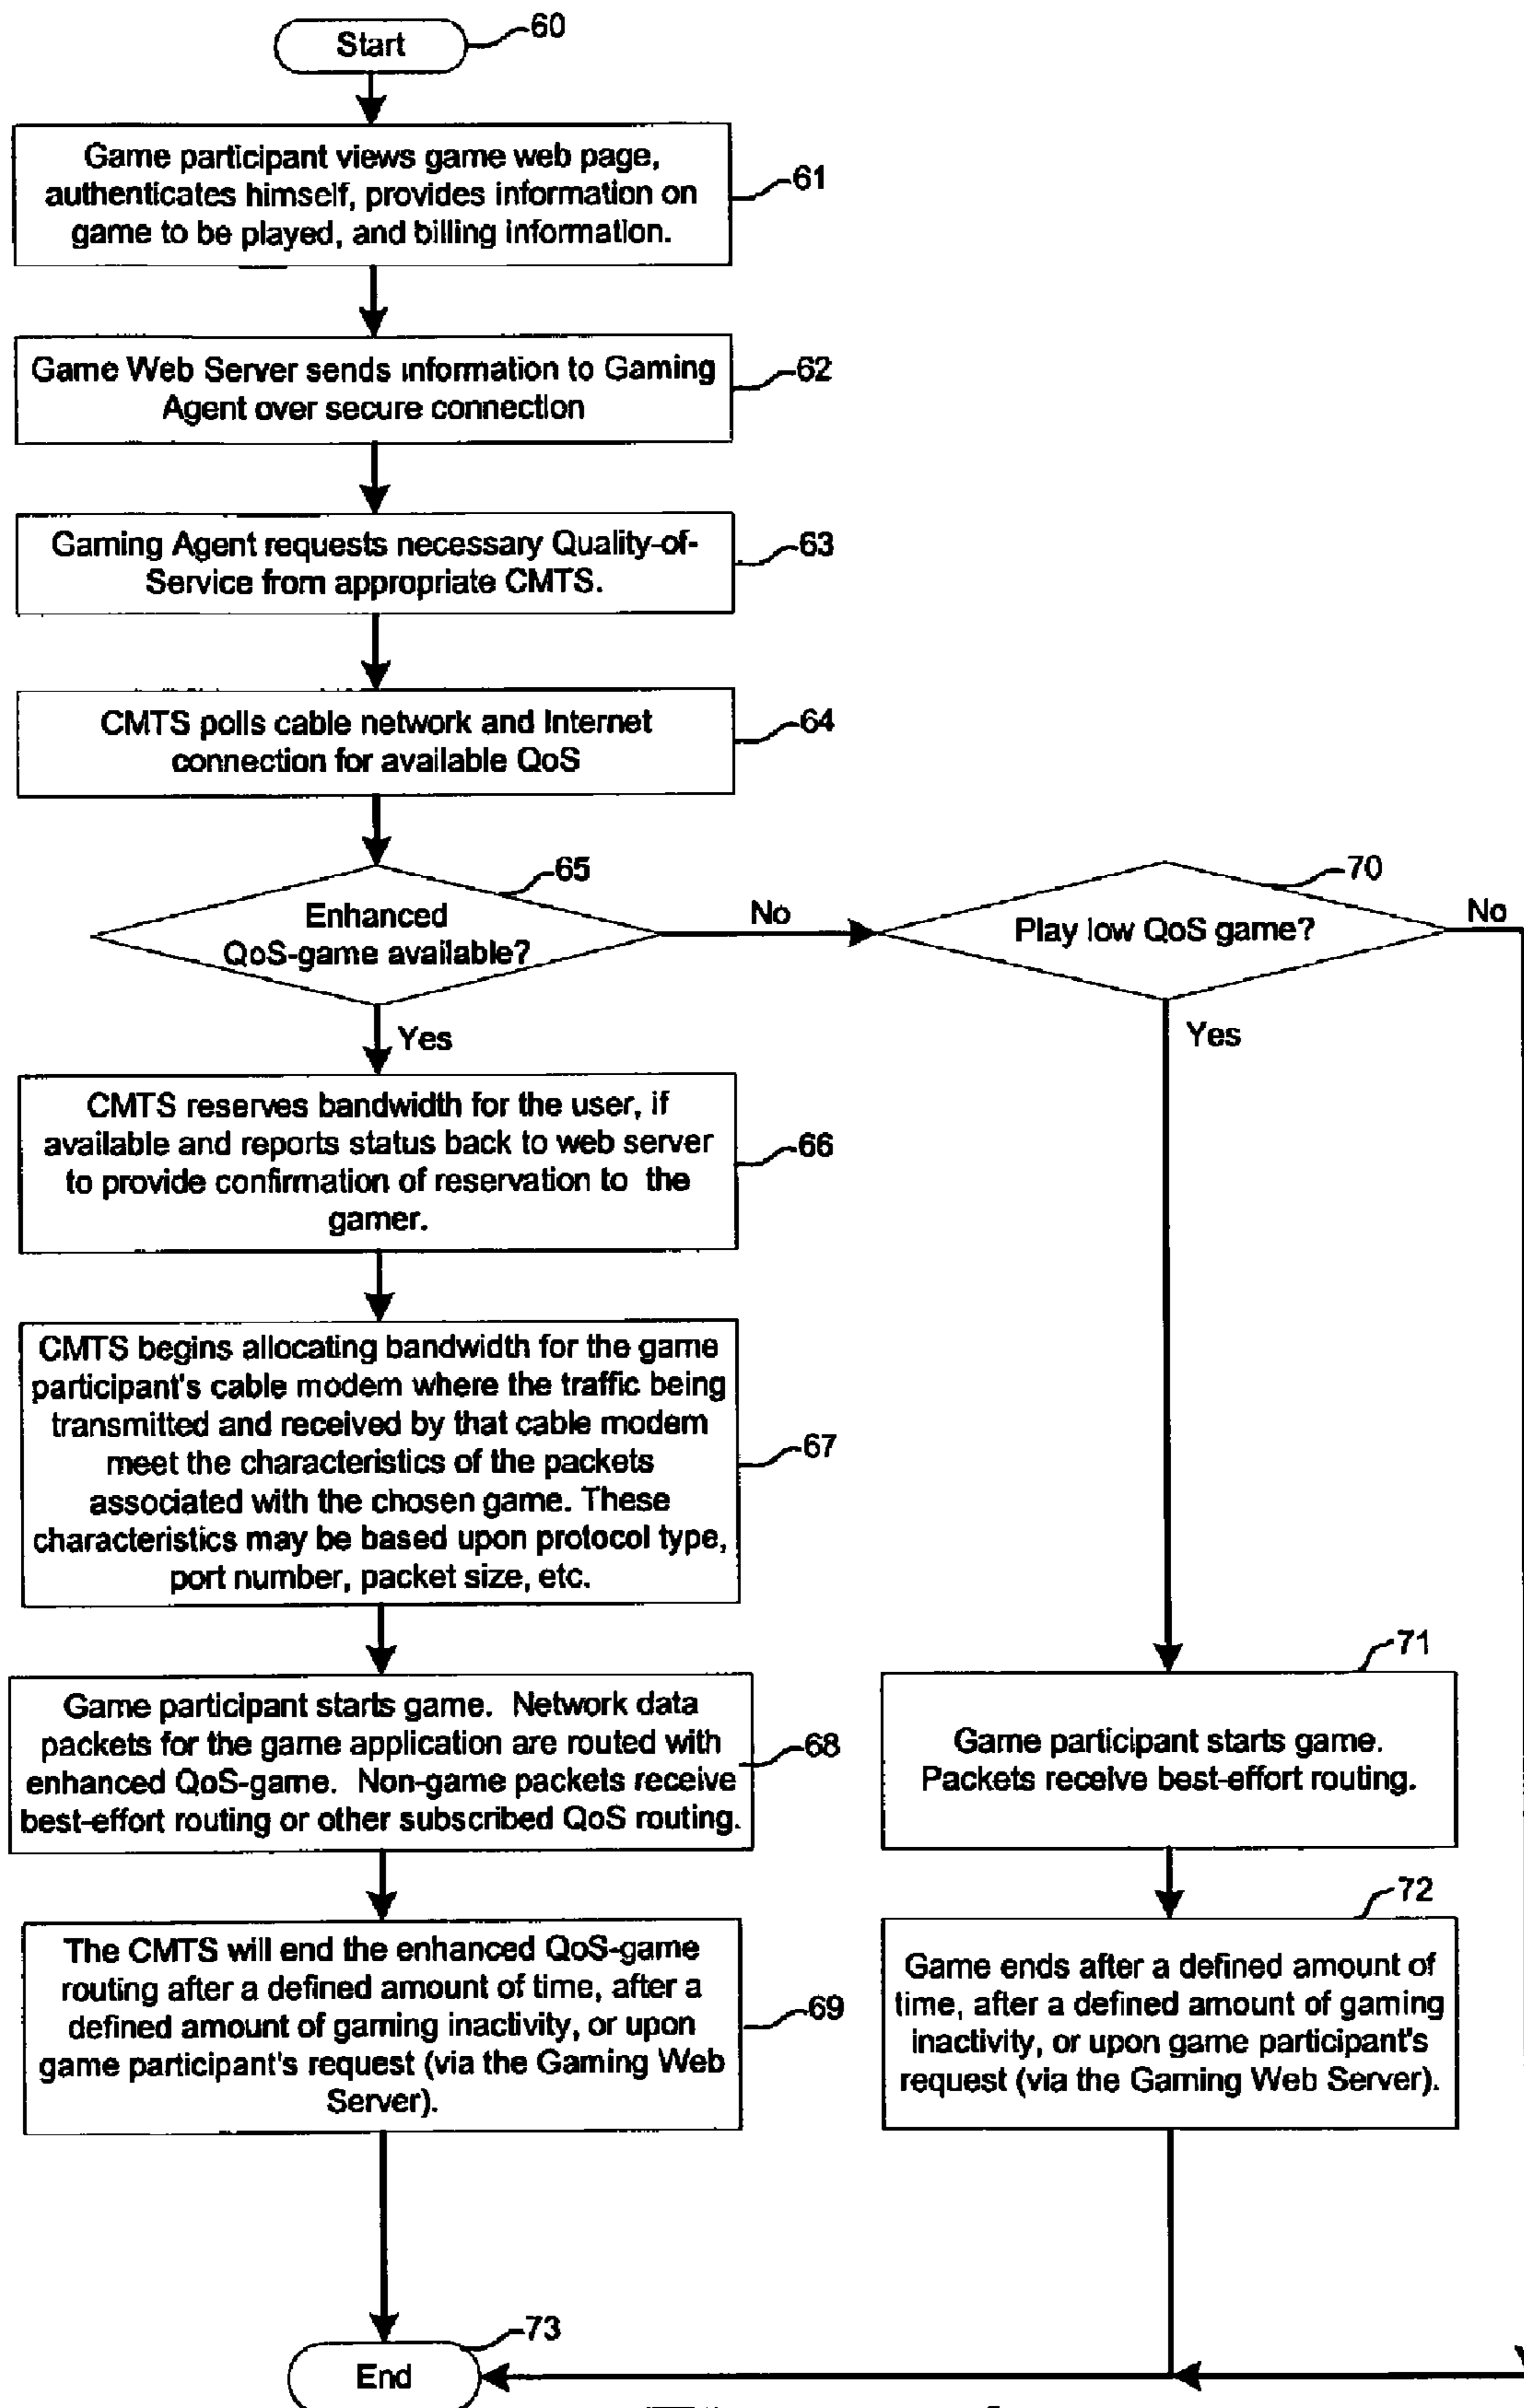 Start
60
Game participant views game web page,
authenticates himself, provides information on
game to be played, and billing information.
61
Game Web Server sends information to Gaming
Agent over secure connection
62
Gaming Agent requests necessary Quality-of-
Service from appropriate CMTS.
63
CMTS polls cable network and Internet
connection for available QoS
64
Enhanced
QoS-game available?
65
No
Play low QoS game?
70
No
Yes
Yes
CMTS reserves bandwidth for the user, if
available and reports status back to web server
to provide confirmation of reservation to the
gamer.
66
CMTS begins allocating bandwidth for the game
participant's cable modem where the traffic being
transmitted and received by that cable modem
meet the characteristics of the packets
associated with the chosen game. These
characteristics may be based upon protocol type,
port number, packet size, etc.
67
Game participant starts game. Network data
packets for the game application are routed with
enhanced QoS-game. Non-game packets receive
best-effort routing or other subscribed QoS routing.
68
71
Game participant starts game.
Packets receive best-effort routing.
The CMTS will end the enhanced QoS-game
routing after a defined amount of time, after a
defined amount of gaming inactivity, or upon
game participant's request (via the Gaming Web
Server).
69
72
Game ends after a defined amount of
time, after a defined amount of gaming
inactivity, or upon game participant's
request (via the Gaming Web Server).
73
End